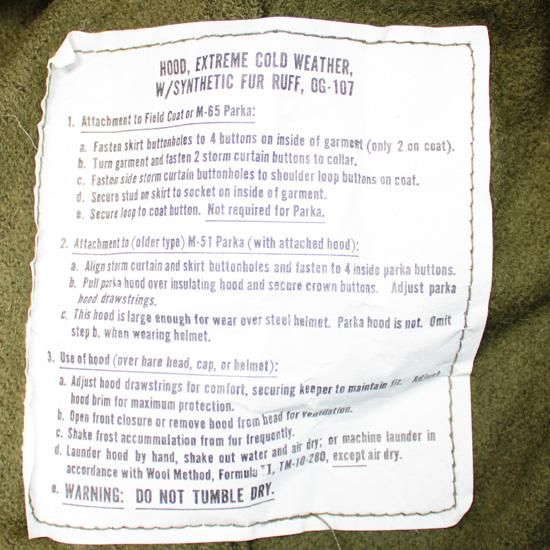 HOOD, EXTREME COLD WEATHER,
W/SYNTHETIC FUR RUFF, OG-107
1. Attachment to Field Coat or M-65 Parka:
a. Fasten skirt buttonholes to 4 buttons on inside of garment (only 2 on coat).
b. Turn garment and fasten 2 storm curtain buttons to collar.
c. Fasten side storm curtain buttonholes to shoulder loop buttons on coat.
d. Secure stud on skirt to socket on inside of garment.
e. Secure loop to coat button. Not required for Parka.
2. Attachment to (older type) M-51 Parka (with attached hood):
a. Align storm curtain and skirt buttonholes and fasten to 4 inside parka buttons.
b. Pull parka hood over insulating hood and secure crown buttons. Adjust parka
hood drawstrings.
c. This hood is large enough for wear over steel helmet. Parka hood is not. Omit
step b. when wearing helmet.
3. Use of hood (over bare head, cap, or helmet):
a. Adjust hood drawstrings for comfort, securing keeper to maintain fit. Adjust
hood brim for maximum protection.
b. Open front closure or remove hood from head for ventilation.
c. Shake frost accummulation from fur frequently.
d. Launder hood by hand, shake out water and air dry; or machine launder in
accordance with Wool Method, Formula TM-10-280, except air dry.
e. WARNING: DO NOT TUMBLE DRY.